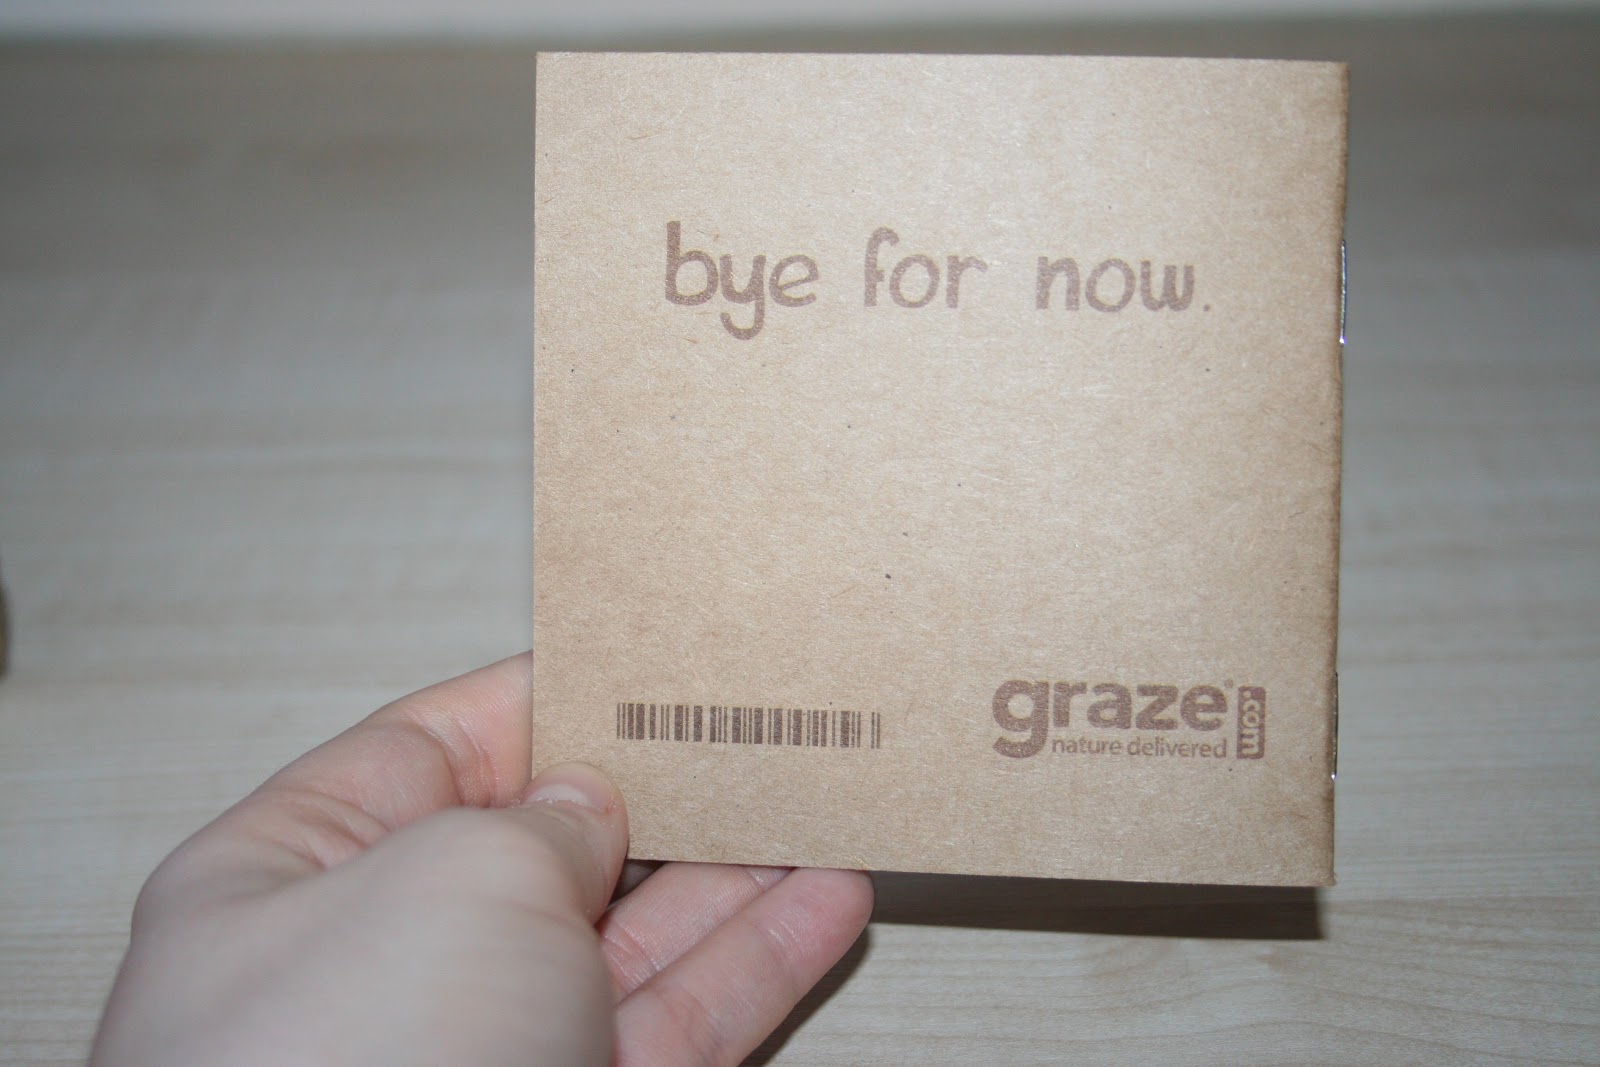 bye for now.
graze®.com
nature delivered